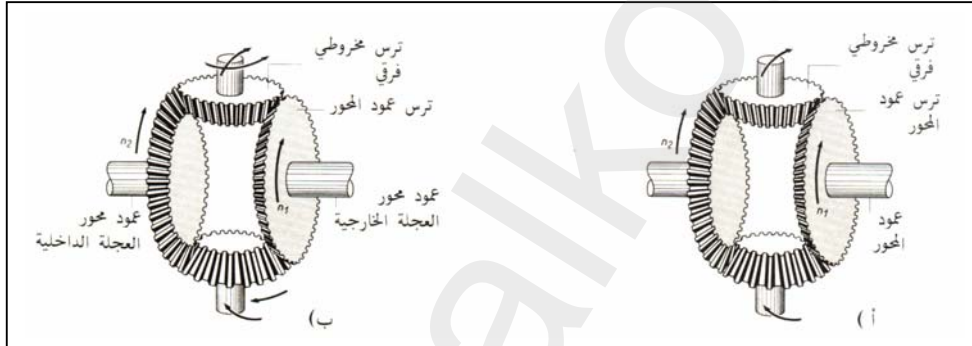 ترس مخروطي
فرقي
ترس عمود
المحور
n2
n1
عمود
المحور
أ )
ترس مخروطي
فرقي
ترس عمود المحور
n2
n1
عمود محور
العجلة الخارجية
عمود محور
العجلة الداخلية
ب )
alko